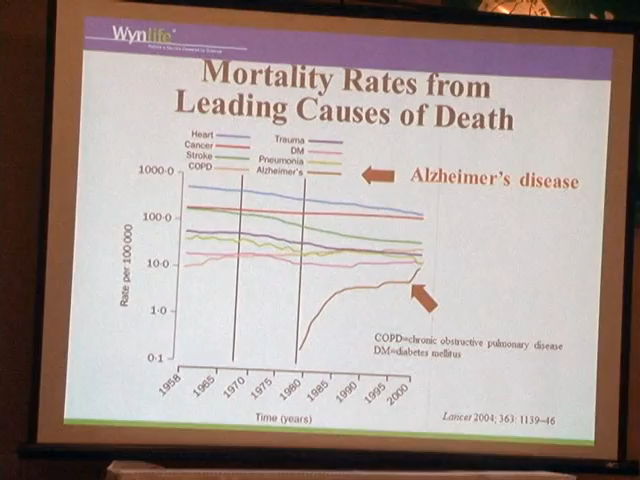 Wynlife
Mortality Rates from
Leading Causes of Death
Heart
Cancer
Stroke
COPD
Trauma
DM
Pneumonia
Alzheimer's
Alzheimer's disease
Rate per 100 000
1000·0
100·0
10·0
1·0
0·1
1958
1965
1970
1975
1980
1985
1990
1995
2000
Time (years)
COPD=chronic obstructive pulmonary disease
DM=diabetes mellitus
Lancet 2004; 363: 1139–46